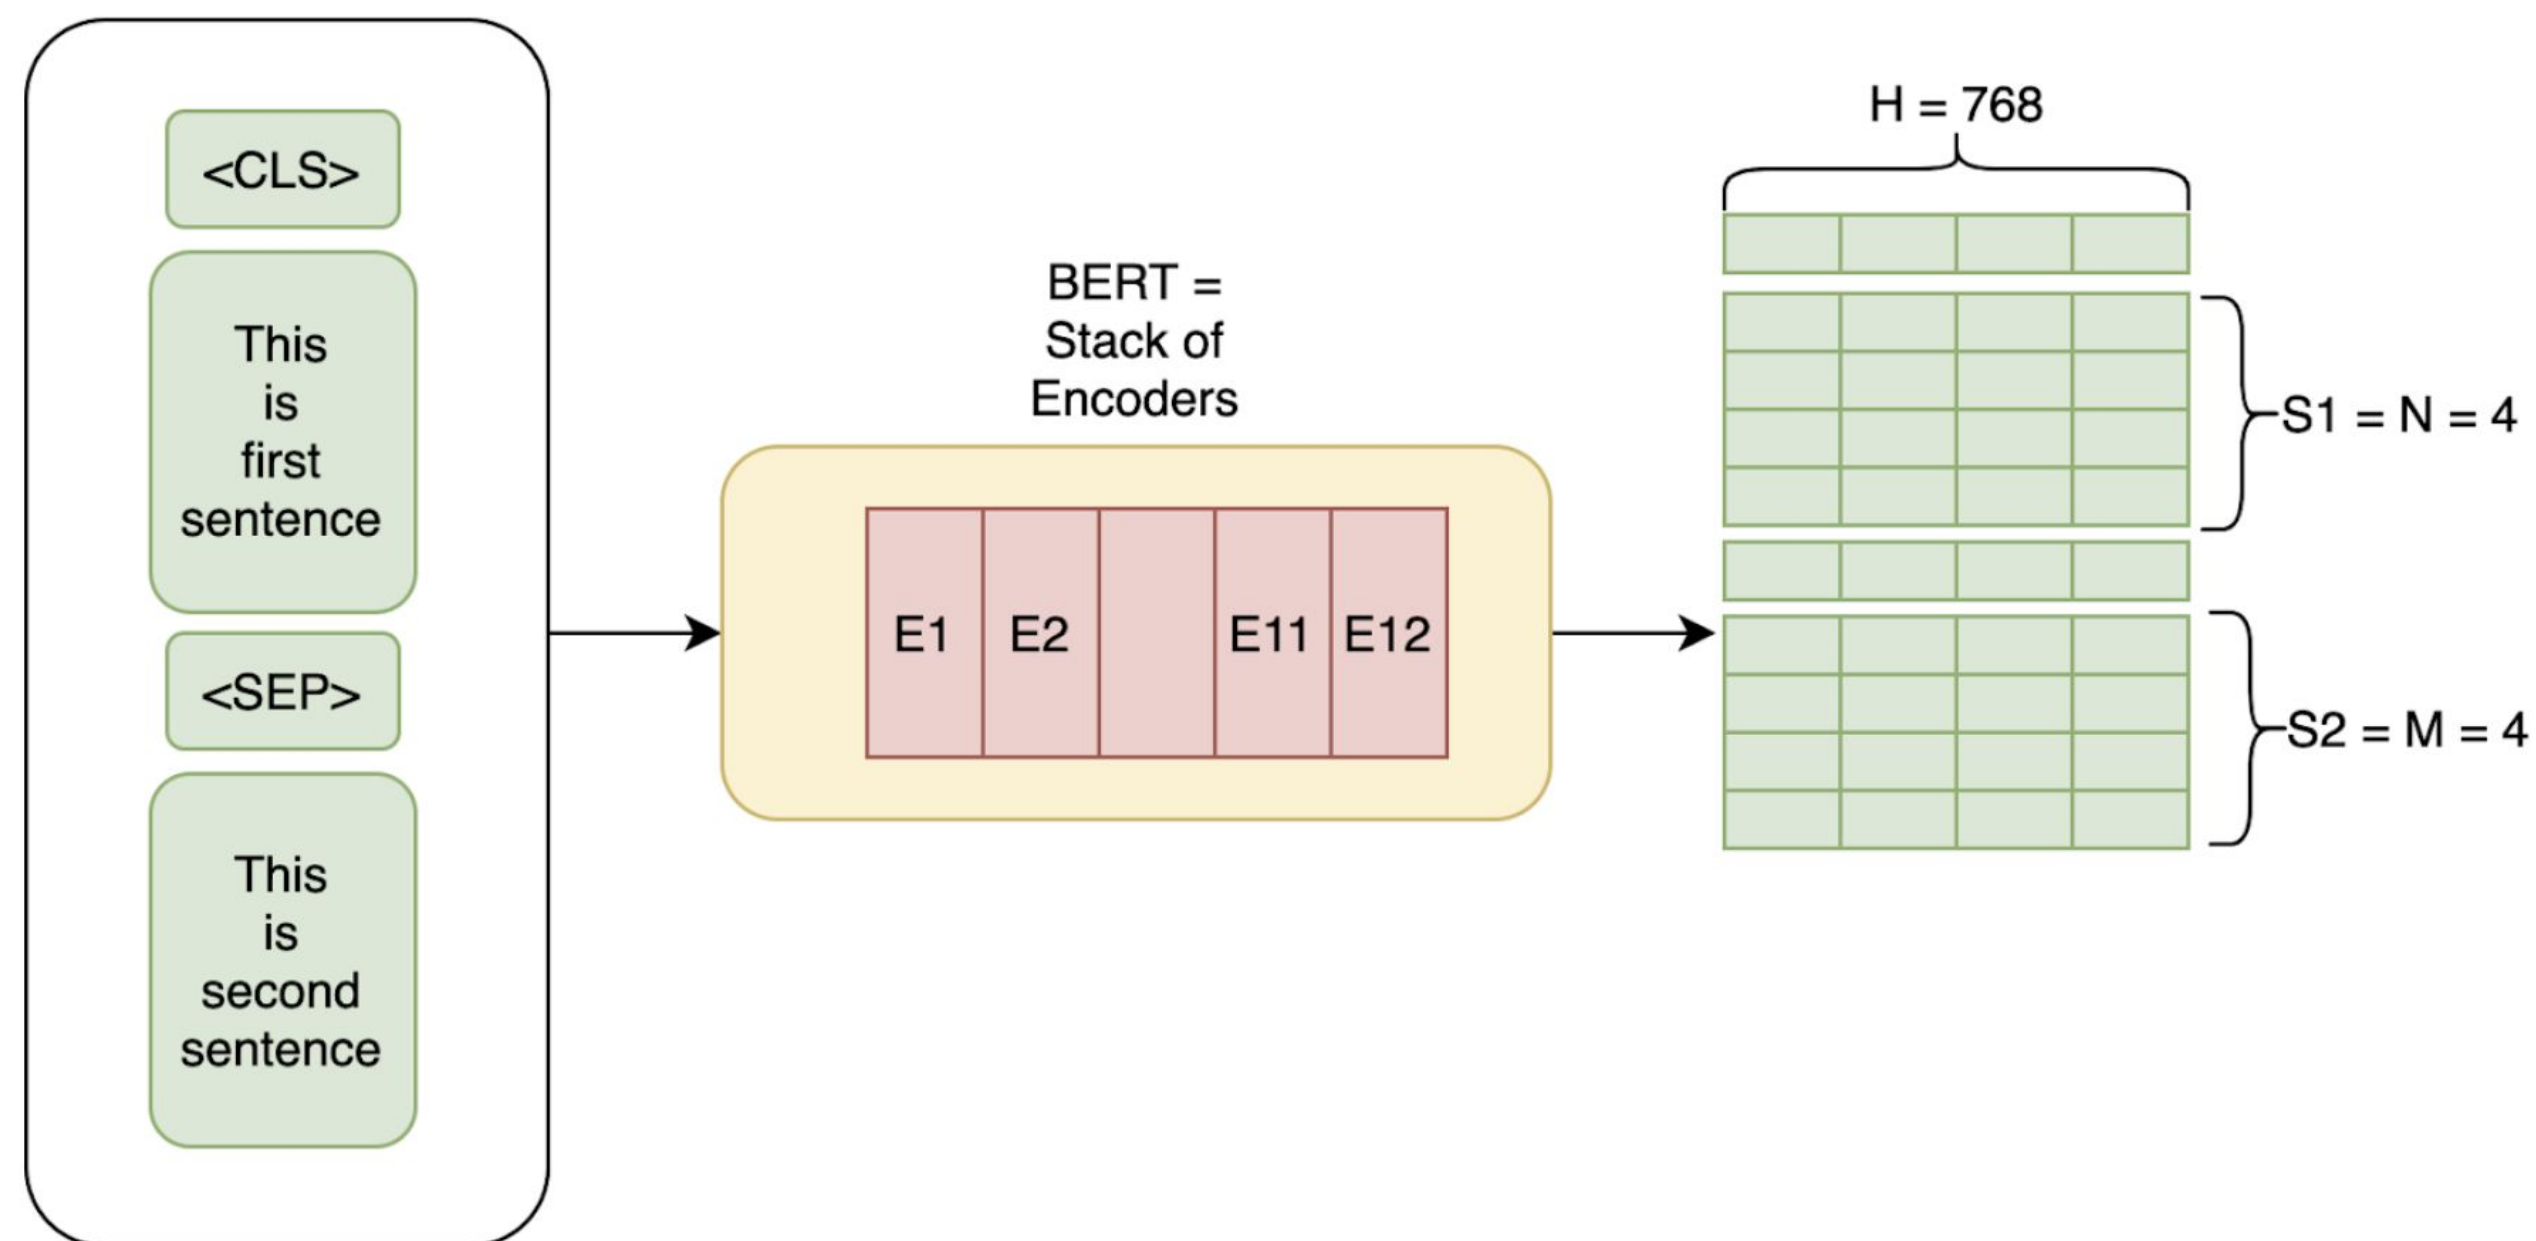 <CLS>
This
is
first
sentence
<SEP>
This
is
second
sentence
BERT =
Stack of
Encoders
E1 E2 E11 E12
H = 768
S1 = N = 4
S2 = M = 4